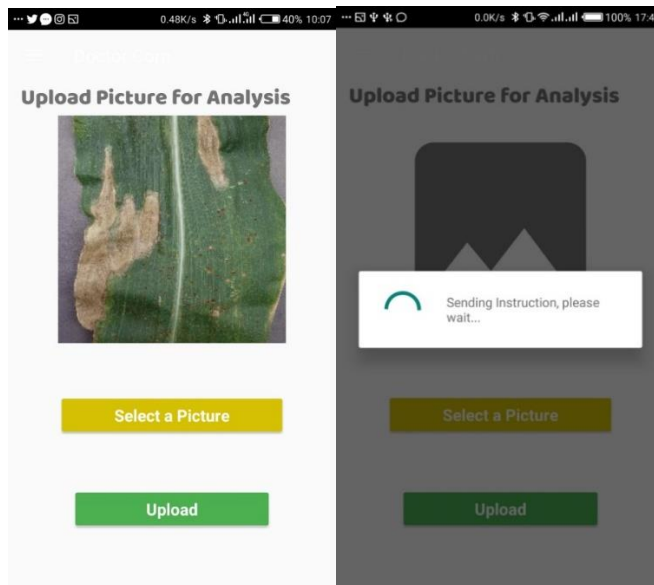 0.48K/s 40% 10:07
Upload Picture for Analysis
Select a Picture
Upload
0.0K/s 100% 17:4
Upload Picture for Analysis
Sending Instruction, please
wait...
Select a Picture
Upload